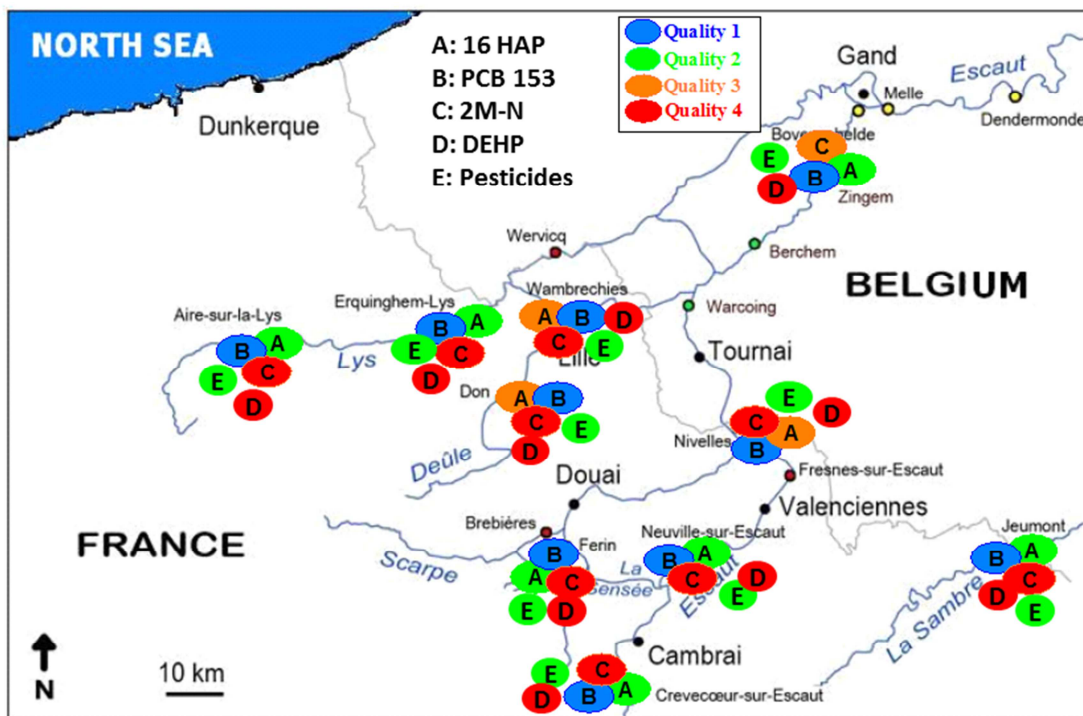 NORTH SEA
A: 16 HAP
B: PCB 153
C: 2M-N
D: DEHP
E: Pesticides
Quality 1
Quality 2
Quality 3
Quality 4
Gand
Escaut
Melle
Dendermonde
Dunkerque
C
E
A
B
D
Zingem
Wervicq
Berchem
BELGIUM
Aire-sur-la-Lys
Erquinghem-Lys
Wambrechies
Warcoing
A
B
D
C
E
B
A
E
C
D
B
A
C
E
D
Lys
Lille
Tournai
Don
A
B
C
E
D
Deûle
E
D
C
A
B
Nivelles
Fresnes-sur-Escaut
Douai
Valenciennes
FRANCE
Brebières
Scarpe
Ferin
B
A
C
E
D
La
Sensée
Neuville-sur-Escaut
B
A
C
D
E
Escaut
Jeumont
B
A
C
D
E
La Sambre
Cambrai
E
C
D
B
A
Crevecœur-sur-Escaut
N
10 km